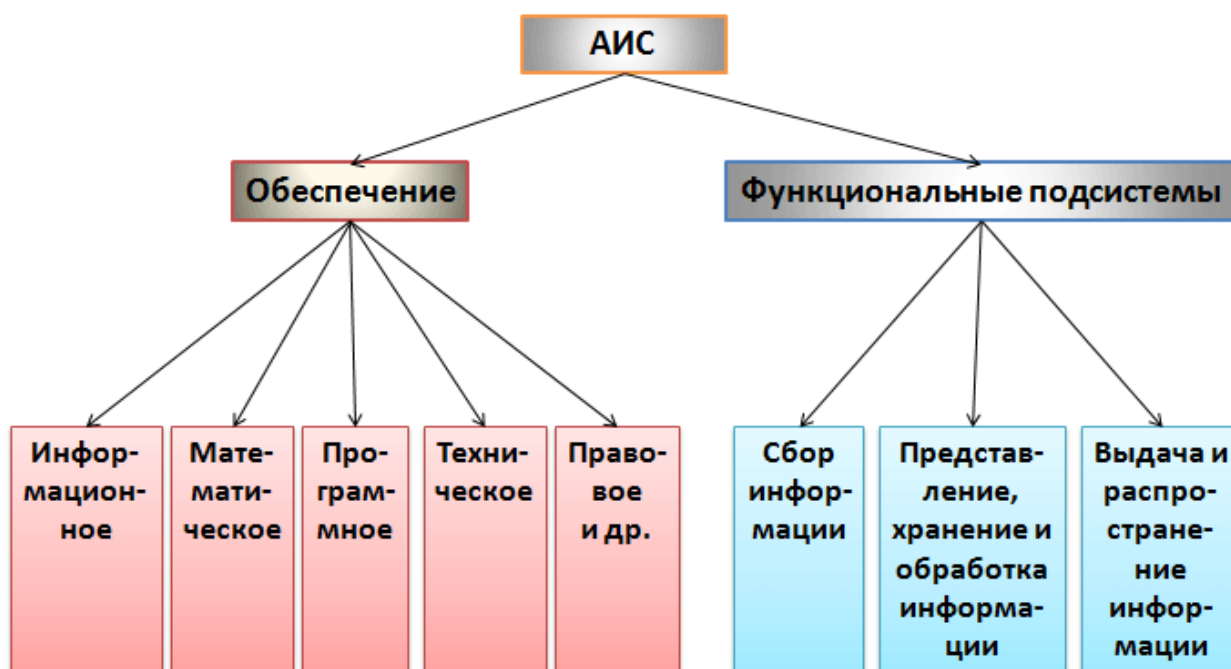 АИС
Обеспечение
Функциональные подсистемы
Инфор-
мацион-
ное
Мате-
мати-
ческое
Про-
грам-
мное
Техни-
ческое
Право-
вое
и др.
Сбор
инфор-
мации
Представ-
ление,
хранение и
обработка
информа-
ции
Выдача и
распро-
стране-
ние
инфор-
мации